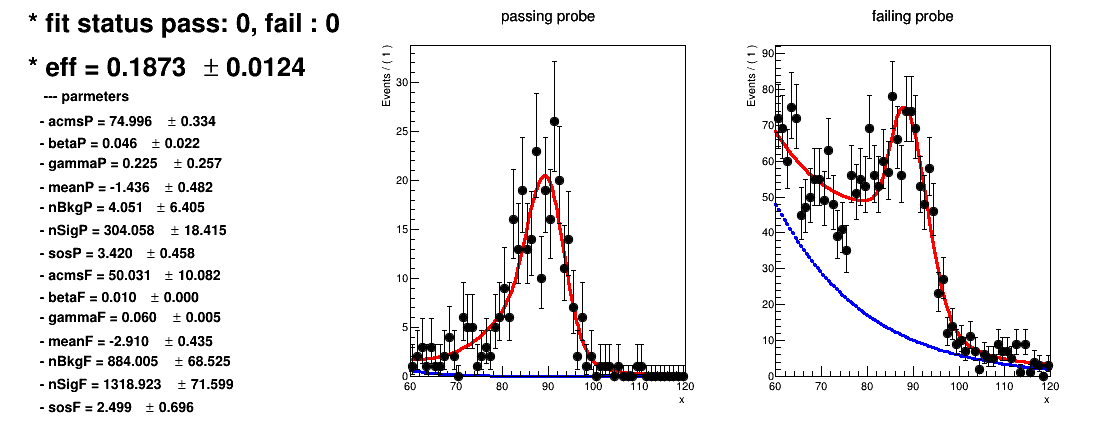 * fit status pass: 0, fail : 0
* eff = 0.1873 ± 0.0124
--- parmeters
- acmsP = 74.996 ± 0.334
- betaP = 0.046 ± 0.022
- gammaP = 0.225 ± 0.257
- meanP = -1.436 ± 0.482
- nBkgP = 4.051 ± 6.405
- nSigP = 304.058 ± 18.415
- sosP = 3.420 ± 0.458
- acmsF = 50.031 ± 10.082
- betaF = 0.010 ± 0.000
- gammaF = 0.060 ± 0.005
- meanF = -2.910 ± 0.435
- nBkgF = 884.005 ± 68.525
- nSigF = 1318.923 ± 71.599
- sosF = 2.499 ± 0.696
passing probe
Events / ( 1 )
30
25
20
15
10
5
0
60 70 80 90 100 110 120
x
failing probe
Events / ( 1 )
90
80
70
60
50
40
30
20
10
0
60 70 80 90 100 110 120
x